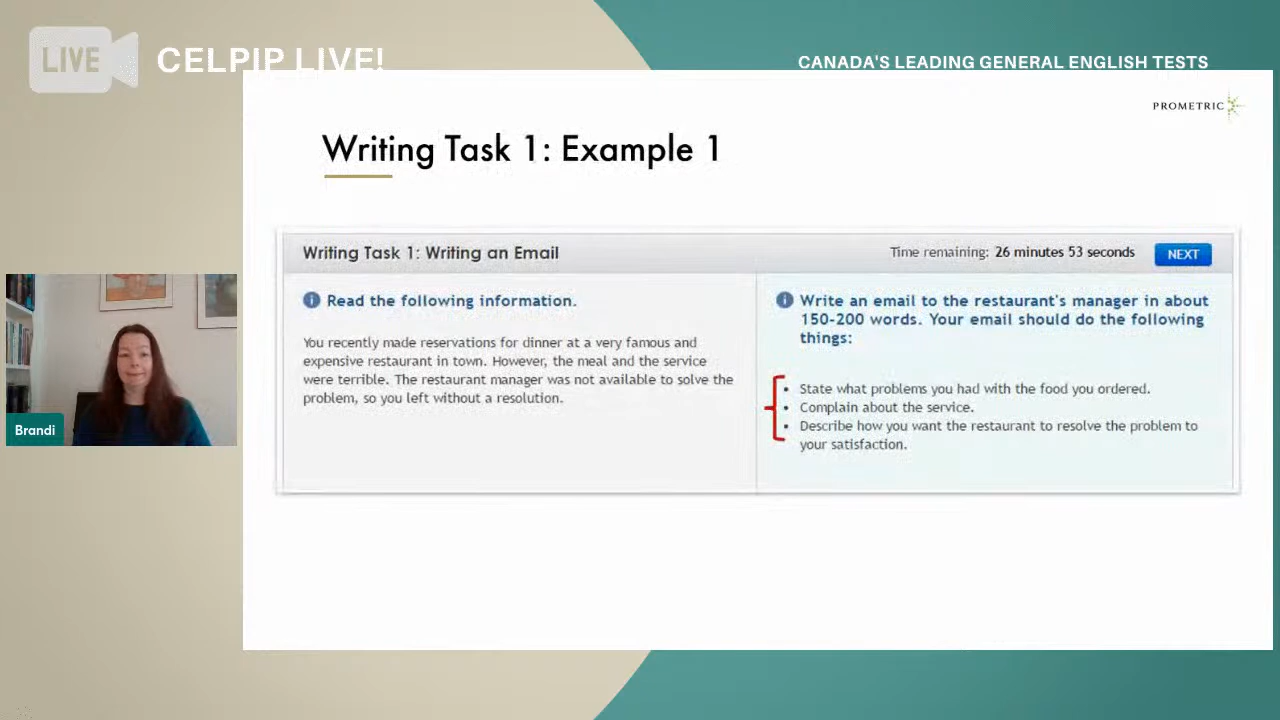 LIVE
CELPIP LIVE!
CANADA'S LEADING GENERAL ENGLISH TESTS
PROMETRIC
Writing Task 1: Example 1
Writing Task 1: Writing an Email
Time remaining: 26 minutes 53 seconds
NEXT
Read the following information.
You recently made reservations for dinner at a very famous and
expensive restaurant in town. However, the meal and the service
were terrible. The restaurant manager was not available to solve the
problem, so you left without a resolution.
Write an email to the restaurant's manager in about
150-200 words. Your email should do the following
things:
• State what problems you had with the food you ordered.
• Complain about the service.
• Describe how you want the restaurant to resolve the problem to
your satisfaction.
Brandi